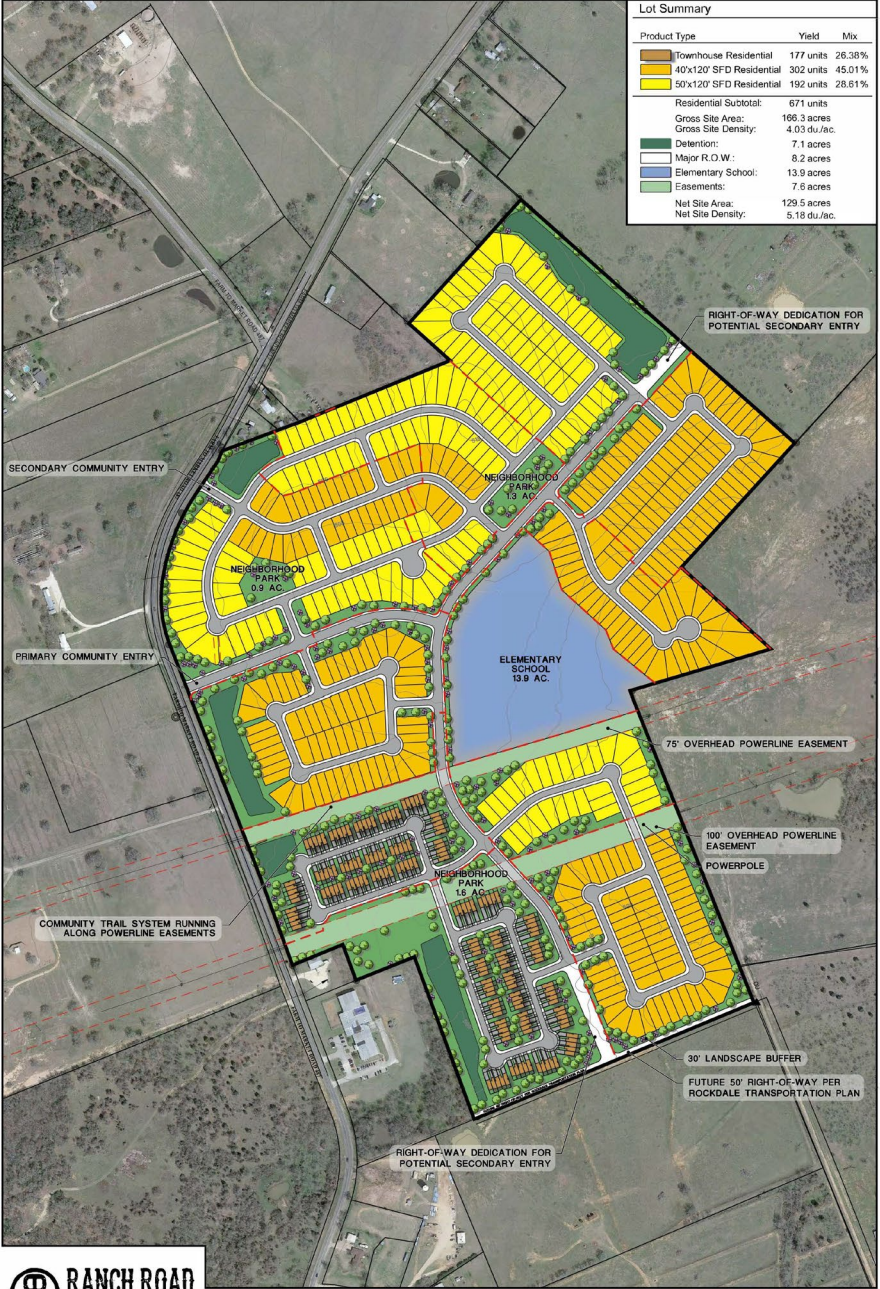 Lot Summary
Product Type Yield Mix
Townhouse Residential 177 units 26.38%
40'x120' SFD Residential 302 units 45.01%
50'x120' SFD Residential 192 units 28.61%
Residential Subtotal: 671 units
Gross Site Area: 166.3 acres
Gross Site Density: 4.03 du./ac.
Detention: 7.1 acres
Major R.O.W.: 8.2 acres
Elementary School: 13.9 acres
Easements: 7.6 acres
Net Site Area: 129.5 acres
Net Site Density: 5.18 du./ac.
RIGHT-OF-WAY DEDICATION FOR
POTENTIAL SECONDARY ENTRY
SECONDARY COMMUNITY ENTRY
NEIGHBORHOOD
PARK
1.3 AC.
NEIGHBORHOOD
PARK
0.9 AC.
PRIMARY COMMUNITY ENTRY
ELEMENTARY
SCHOOL
13.9 AC.
75' OVERHEAD POWERLINE EASEMENT
100' OVERHEAD POWERLINE
EASEMENT
POWERPOLE
NEIGHBORHOOD
PARK
1.6 AC.
COMMUNITY TRAIL SYSTEM RUNNING
ALONG POWERLINE EASEMENTS
30' LANDSCAPE BUFFER
FUTURE 50' RIGHT-OF-WAY PER
ROCKDALE TRANSPORTATION PLAN
RIGHT-OF-WAY DEDICATION FOR
POTENTIAL SECONDARY ENTRY
RANCH ROAD